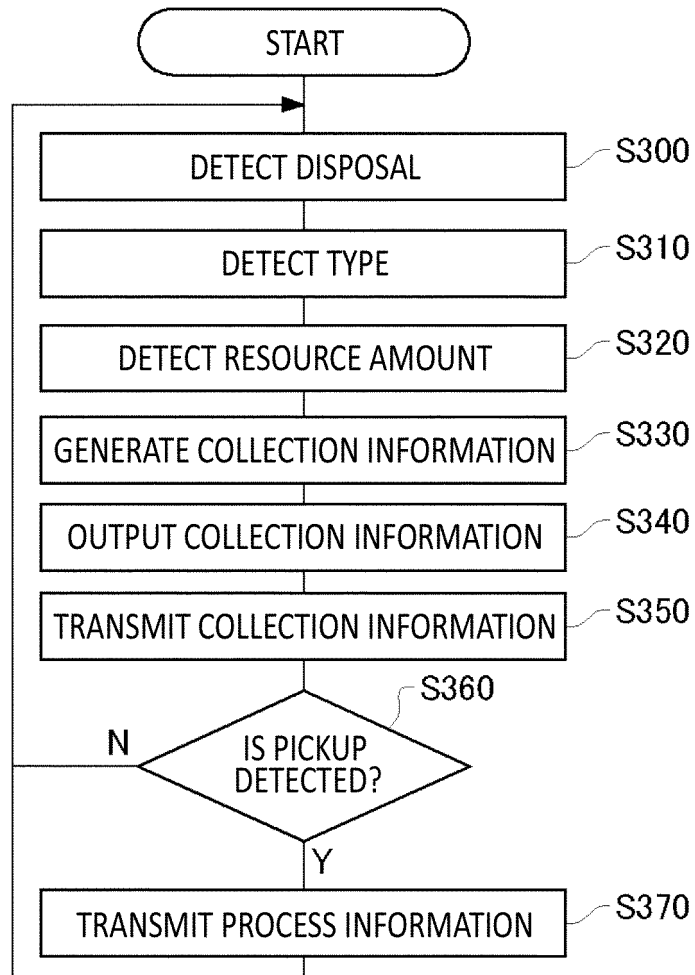 START
DETECT DISPOSAL
S300
DETECT TYPE
S310
DETECT RESOURCE AMOUNT
S320
GENERATE COLLECTION INFORMATION
S330
OUTPUT COLLECTION INFORMATION
S340
TRANSMIT COLLECTION INFORMATION
S350
S360
N
IS PICKUP
DETECTED?
Y
TRANSMIT PROCESS INFORMATION
S370